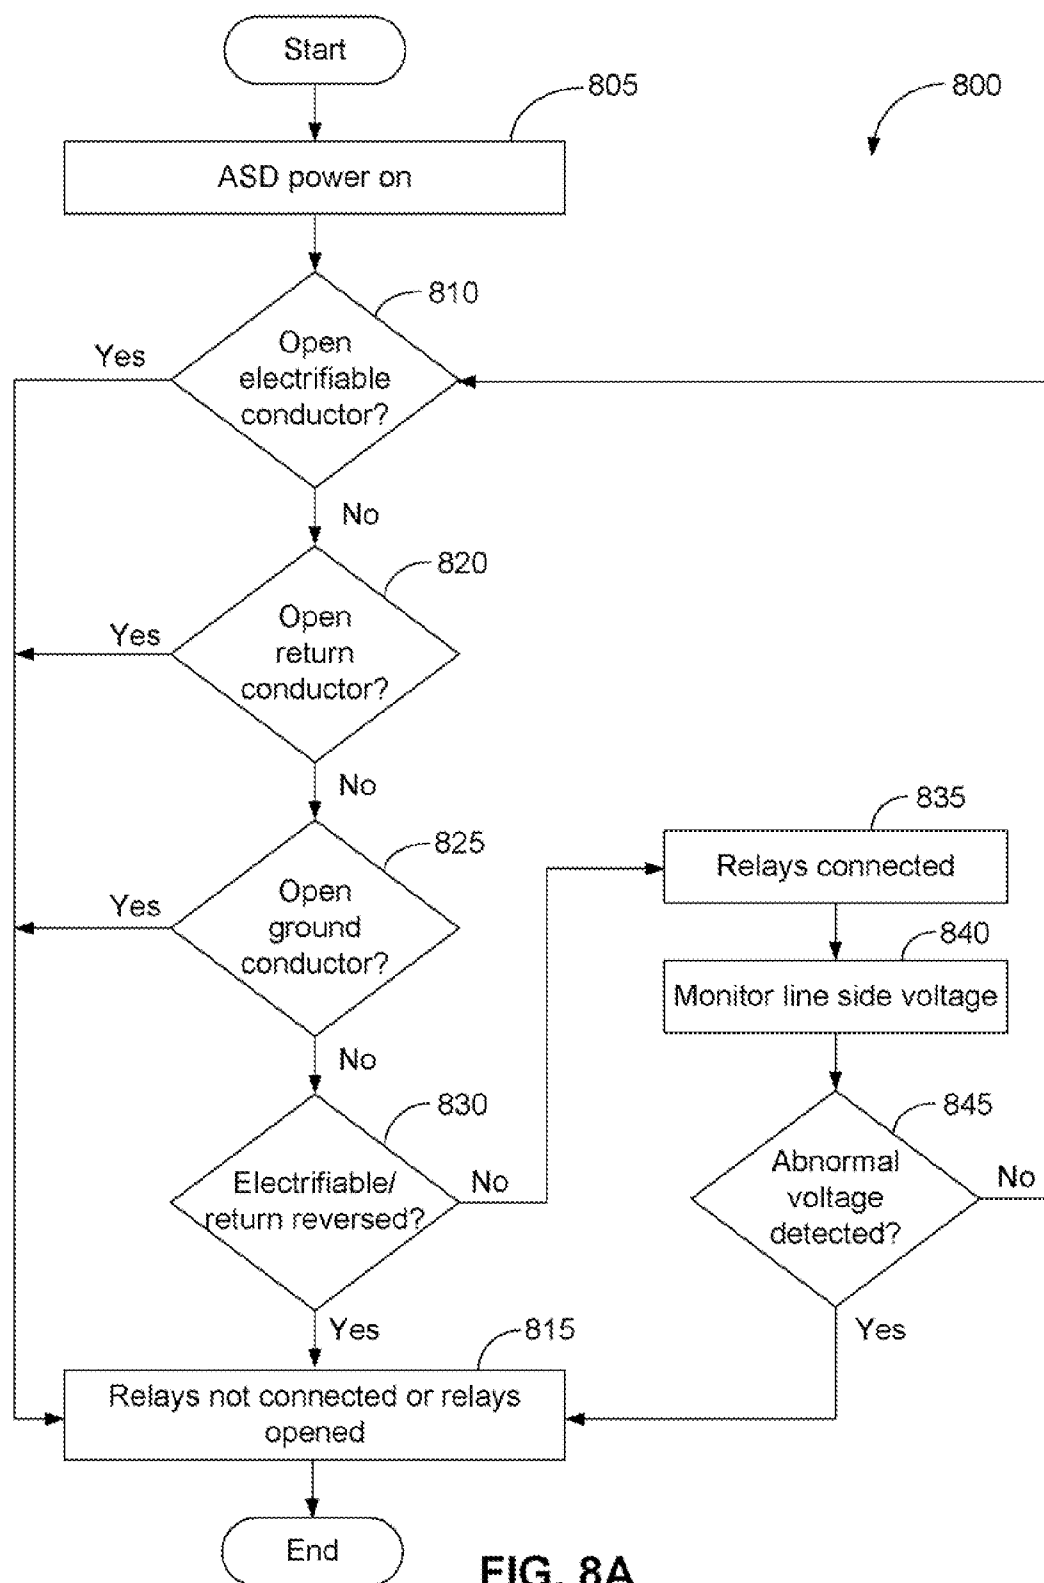 Start
805
800
ASD power on
810
Yes
Open
electrifiable
conductor?
No
820
Yes
Open
return
conductor?
No
825
Yes
Open
ground
conductor?
No
835
Relays connected
840
Monitor line side voltage
830
Electrifiable/
return reversed?
No
845
Abnormal
voltage
detected?
No
Yes
Yes
815
Relays not connected or relays
opened
End
FIG. 8A